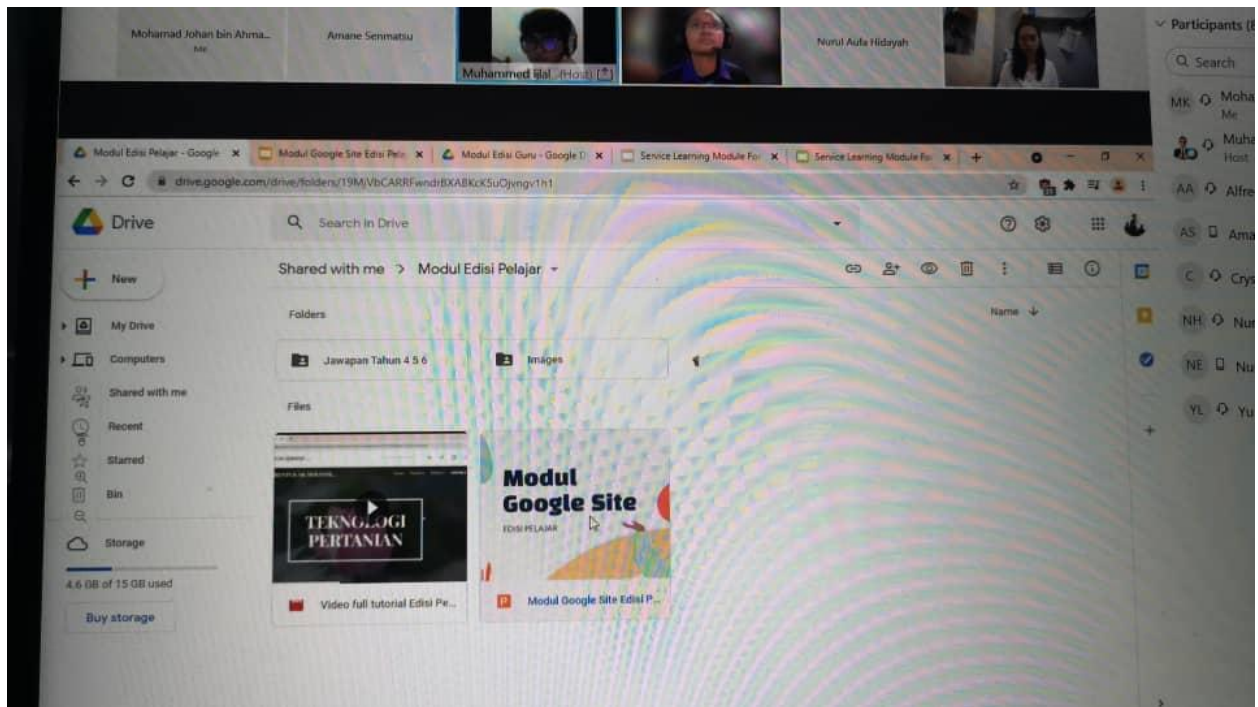 Mohamad Johan bin Ahma...
Me
Amane Senmatsu
Muhammed Hilal (Host)
Nurul Aufa Hidayah
Participants (8
Search
MK Moha
Me
Muha
Host
AA Alfre
AS Ama
C Crys
NH Nur
NE Nu
YL Yu
Modul Edisi Pelajar - Google
Modul Google Site Edisi Pela
Modul Edisi Guru - Google D
Service Learning Module For
Service Learning Module For
Drive
Search in Drive
New
Shared with me > Modul Edisi Pelajar
My Drive
Computers
Shared with me
Recent
Starred
Bin
Storage
4.6 GB of 15 GB used
Buy storage
Folders
Name
Jawapan Tahun 4 5 6
Images
Files
TEKNOLOGI
PERTANIAN
Video full tutorial Edisi Pe...
Modul
Google Site
EDISI PELAJAR
Modul Google Site Edisi P...